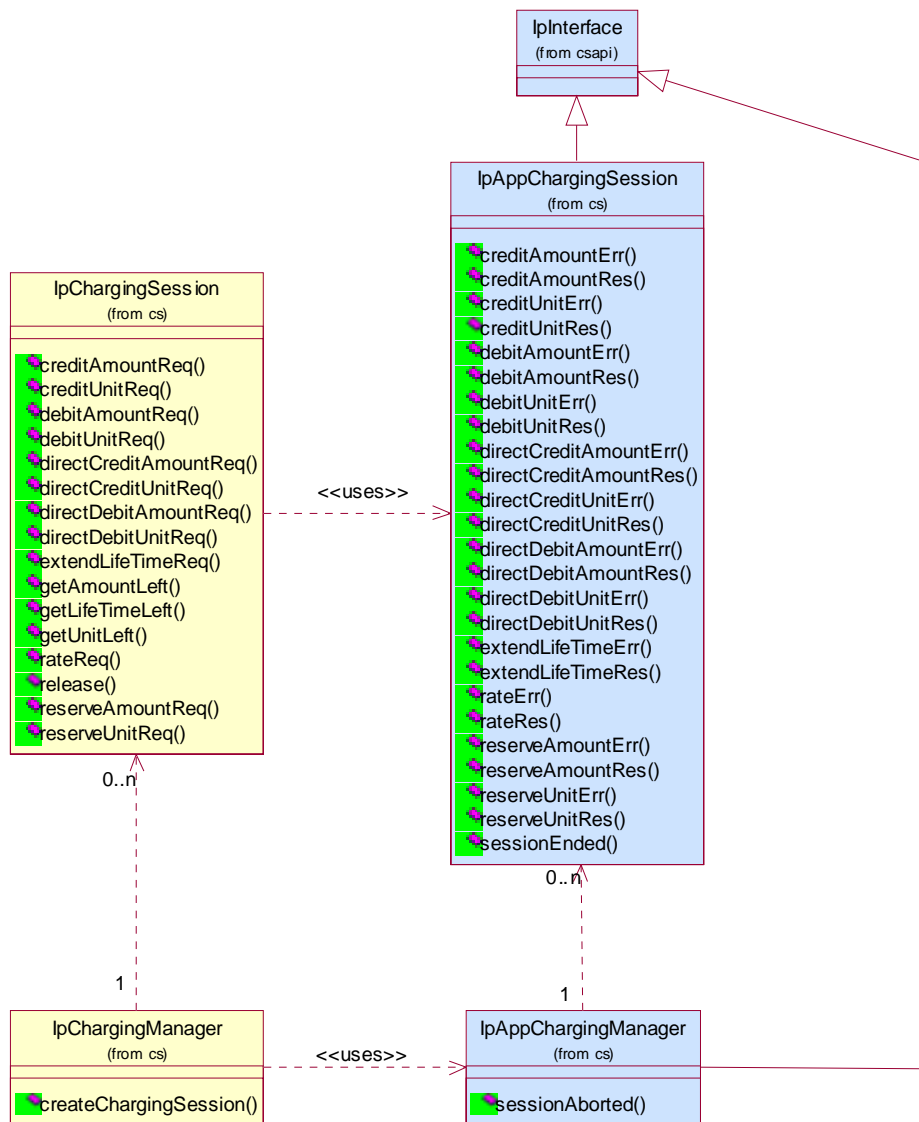 IpInterface
(from csapi)
IpAppChargingSession
(from cs)
creditAmountErr()
creditAmountRes()
creditUnitErr()
creditUnitRes()
debitAmountErr()
debitAmountRes()
debitUnitErr()
debitUnitRes()
directCreditAmountErr()
directCreditAmountRes()
directCreditUnitErr()
directCreditUnitRes()
directDebitAmountErr()
directDebitAmountRes()
directDebitUnitErr()
directDebitUnitRes()
extendLifeTimeErr()
extendLifeTimeRes()
rateErr()
rateRes()
reserveAmountErr()
reserveAmountRes()
reserveUnitErr()
reserveUnitRes()
sessionEnded()
IpChargingSession
(from cs)
creditAmountReq()
creditUnitReq()
debitAmountReq()
debitUnitReq()
directCreditAmountReq()
directCreditUnitReq()
directDebitAmountReq()
directDebitUnitReq()
extendLifeTimeReq()
getAmountLeft()
getLifeTimeLeft()
getUnitLeft()
rateReq()
release()
reserveAmountReq()
reserveUnitReq()
<<uses>>
0..n
0..n
1
1
IpChargingManager
(from cs)
createChargingSession()
<<uses>>
IpAppChargingManager
(from cs)
sessionAborted()